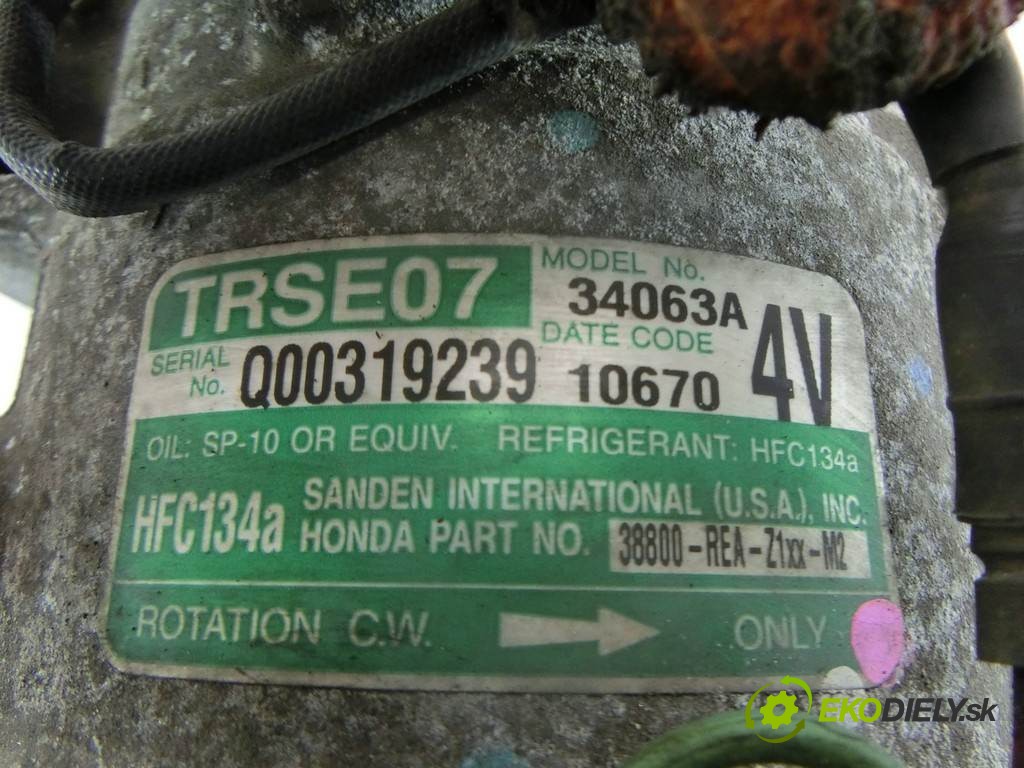 TRSE07
MODEL No.
34063A
4V
SERIAL No. Q00319239
DATE CODE
10670
OIL: SP-10 OR EQUIV. REFRIGERANT: HFC134a
HFC134a
SANDEN INTERNATIONAL (U.S.A.), INC.
HONDA PART NO. 38800-REA-Z1xx-M2
ROTATION C.W. ONLY
EKODIELY.sk